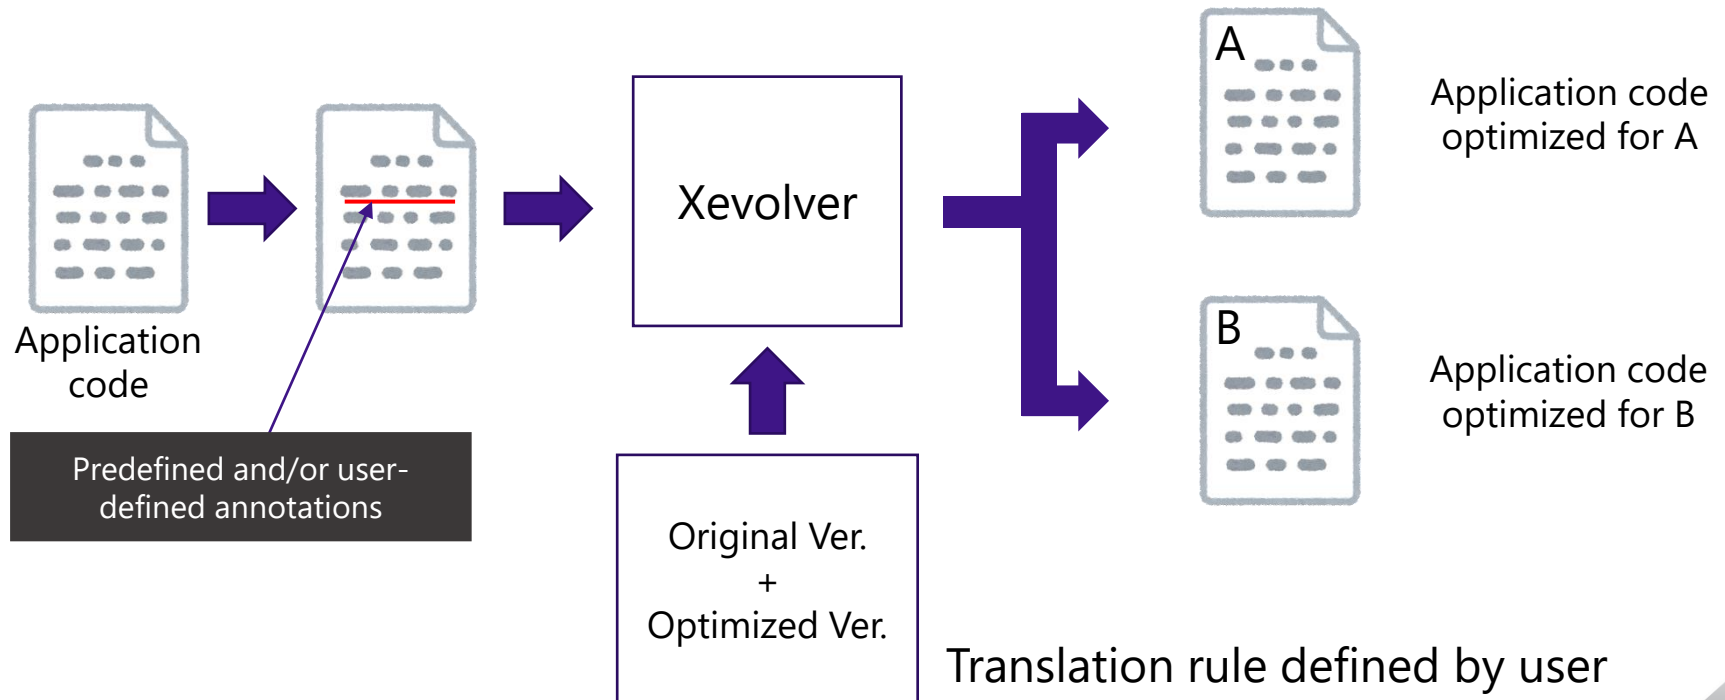 Application
code
Predefined and/or user-
defined annotations
Xevolver
Original Ver.
+
Optimized Ver.
Translation rule defined by user
A
Application code
optimized for A
B
Application code
optimized for B